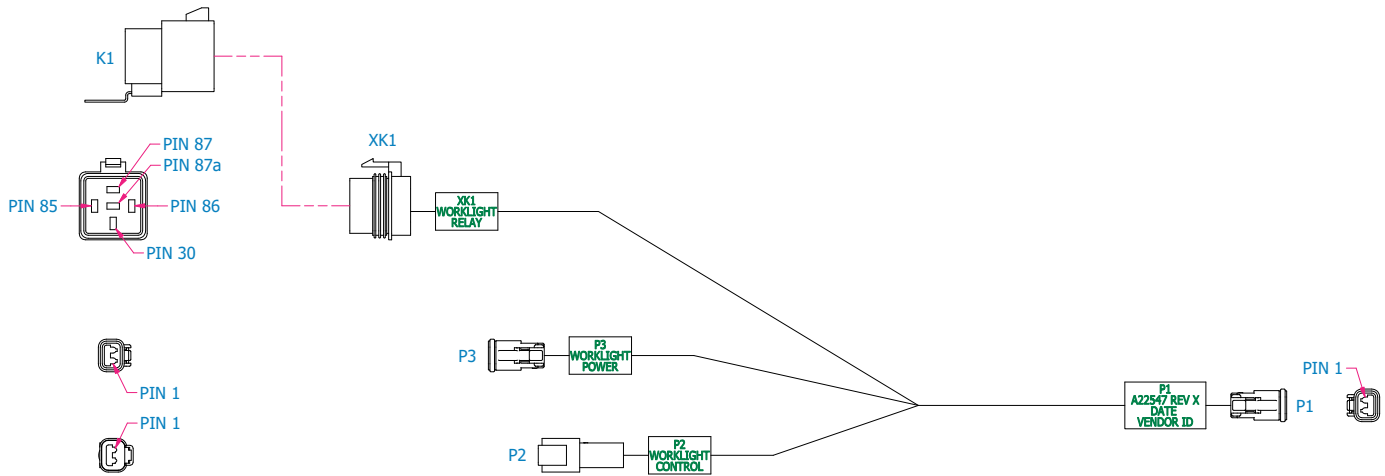 K1
PIN 87
PIN 87a
PIN 85
PIN 86
PIN 30
XK1
XK1
WORKLIGHT
RELAY
P3
P3
WORKLIGHT
POWER
PIN 1
PIN 1
P2
P2
WORKLIGHT
CONTROL
P1
A22547 REV X
DATE
VENDOR ID
P1
PIN 1